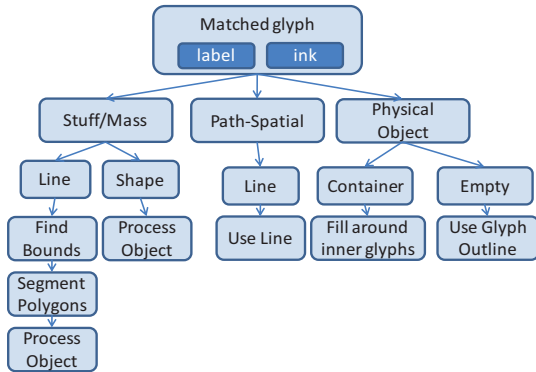 Matched glyph
label ink
Stuff/Mass Path-Spatial Physical
Object
Line Shape Line Container Empty
Find
Bounds
Process
Object
Use Line
Fill around
inner glyphs
Use Glyph
Outline
Segment
Polygons
Process
Object